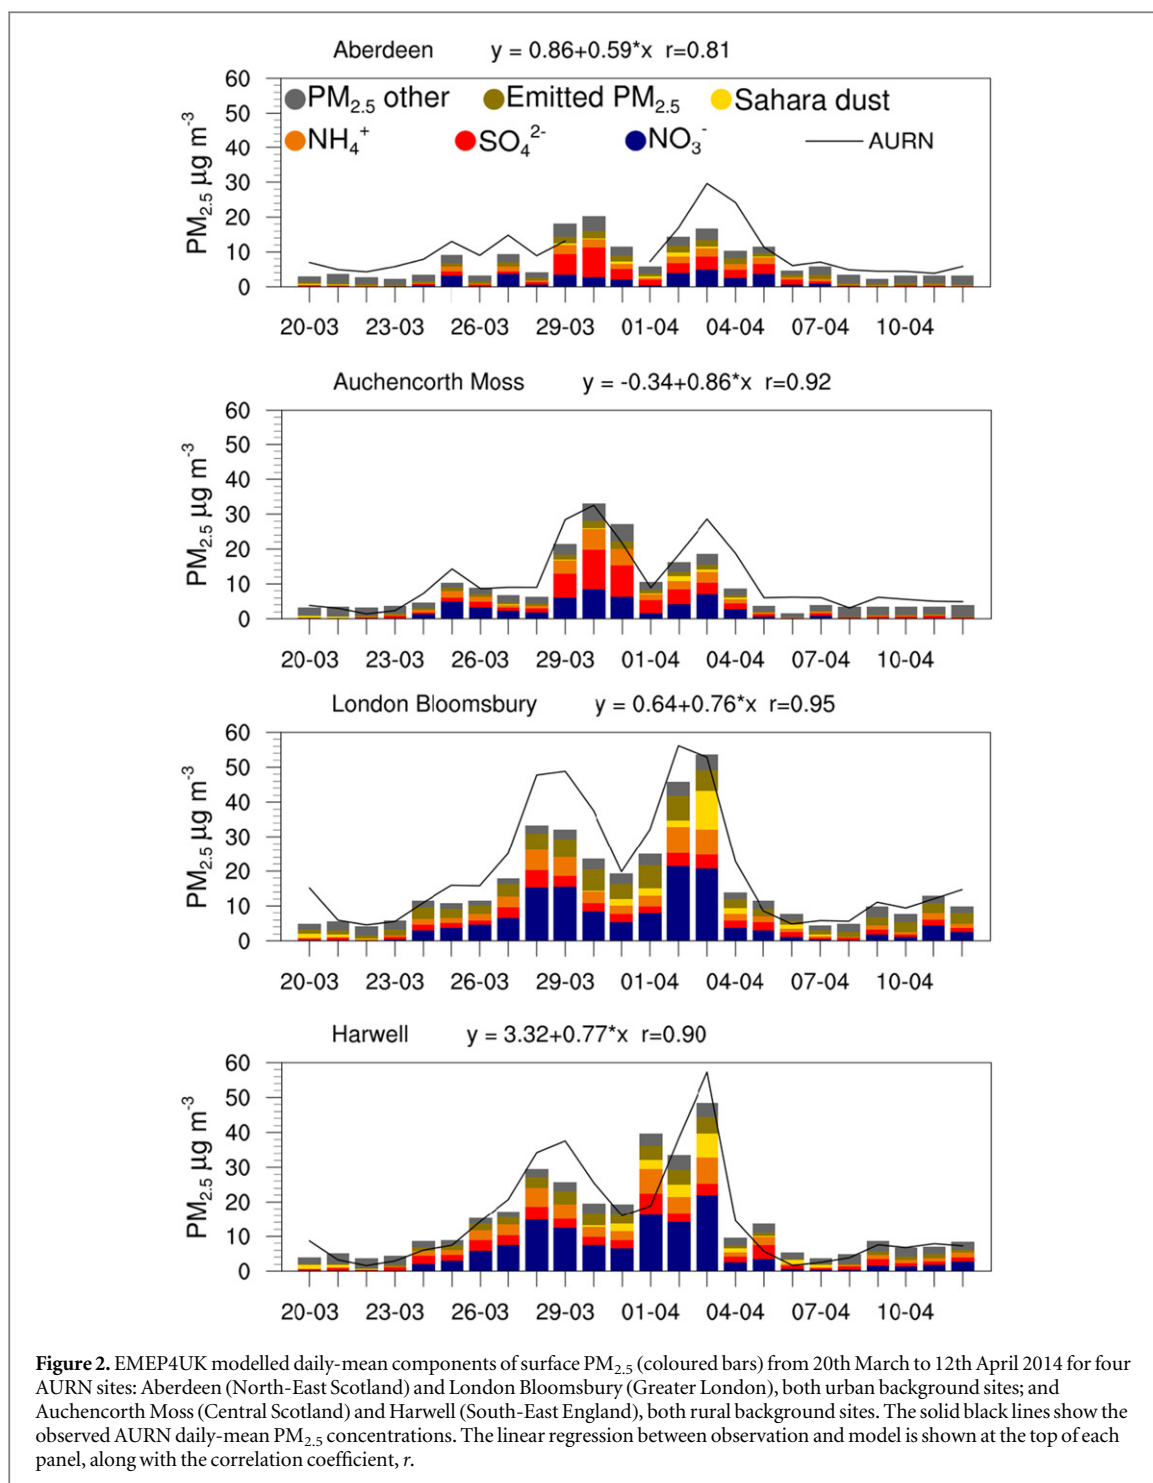 Aberdeen y = 0.86+0.59*x r=0.81
60
50
40
30
20
10
0
PM2.5 µg m-3
PM2.5 other Emitted PM2.5 Sahara dust
NH4+ SO42- NO3- AURN
20-03 23-03 26-03 29-03 01-04 04-04 07-04 10-04
Auchencorth Moss y = -0.34+0.86*x r=0.92
60
50
40
30
20
10
0
PM2.5 µg m-3
20-03 23-03 26-03 29-03 01-04 04-04 07-04 10-04
London Bloomsbury y = 0.64+0.76*x r=0.95
60
50
40
30
20
10
0
PM2.5 µg m-3
20-03 23-03 26-03 29-03 01-04 04-04 07-04 10-04
Harwell y = 3.32+0.77*x r=0.90
60
50
40
30
20
10
0
PM2.5 µg m-3
20-03 23-03 26-03 29-03 01-04 04-04 07-04 10-04
Figure 2. EMEP4UK modelled daily-mean components of surface PM2.5 (coloured bars) from 20th March to 12th April 2014 for four
AURN sites: Aberdeen (North-East Scotland) and London Bloomsbury (Greater London), both urban background sites; and
Auchencorth Moss (Central Scotland) and Harwell (South-East England), both rural background sites. The solid black lines show the
observed AURN daily-mean PM2.5 concentrations. The linear regression between observation and model is shown at the top of each
panel, along with the correlation coefficient, r.